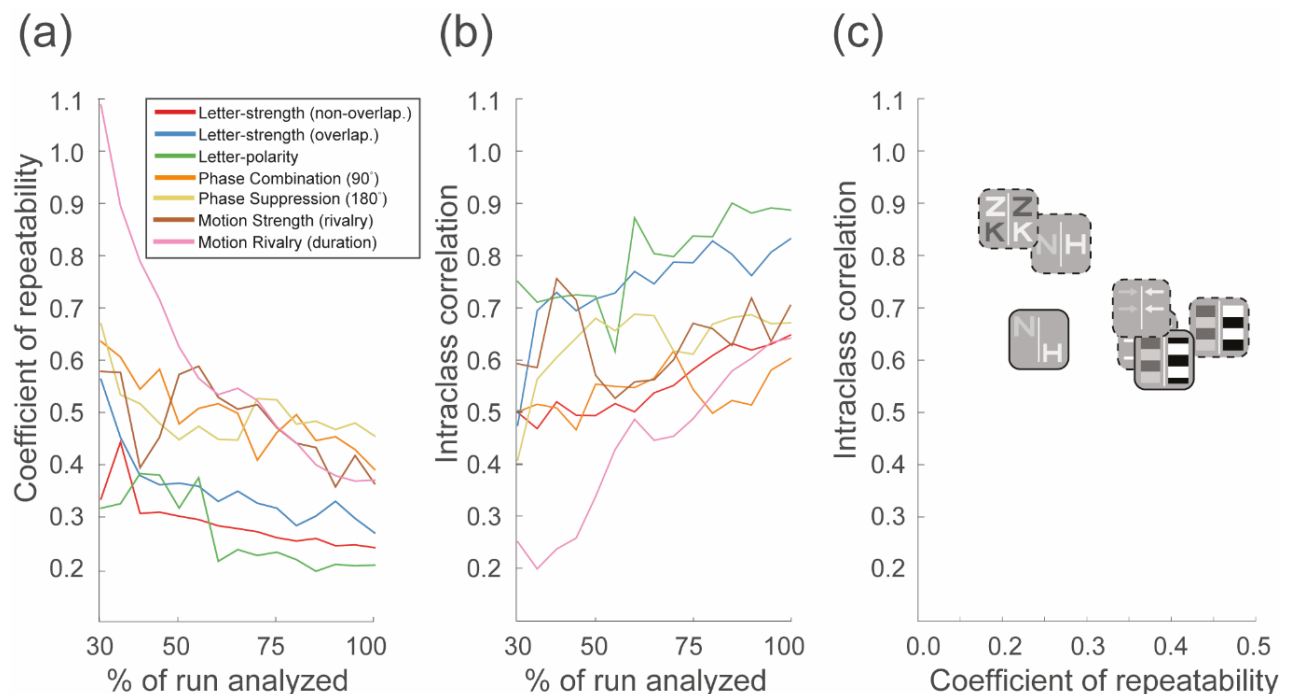 (a)
Coefficient of repeatability
1.1
1.0
0.9
0.8
0.7
0.6
0.5
0.4
0.3
0.2
30 50 75 100
% of run analyzed
Letter-strength (non-overlap.)
Letter-strength (overlap.)
Letter-polarity
Phase Combination (90°)
Phase Suppression (180°)
Motion Strength (rivalry)
Motion Rivalry (duration)
(b)
Intraclass correlation
1.1
1.0
0.9
0.8
0.7
0.6
0.5
0.4
0.3
0.2
30 50 75 100
% of run analyzed
(c)
Intraclass correlation
1.1
1.0
0.9
0.8
0.7
0.6
0.5
0.4
0.3
0.2
Z Z
K K
N H
N
H
0.0 0.2 0.3 0.4 0.5
Coefficient of repeatability